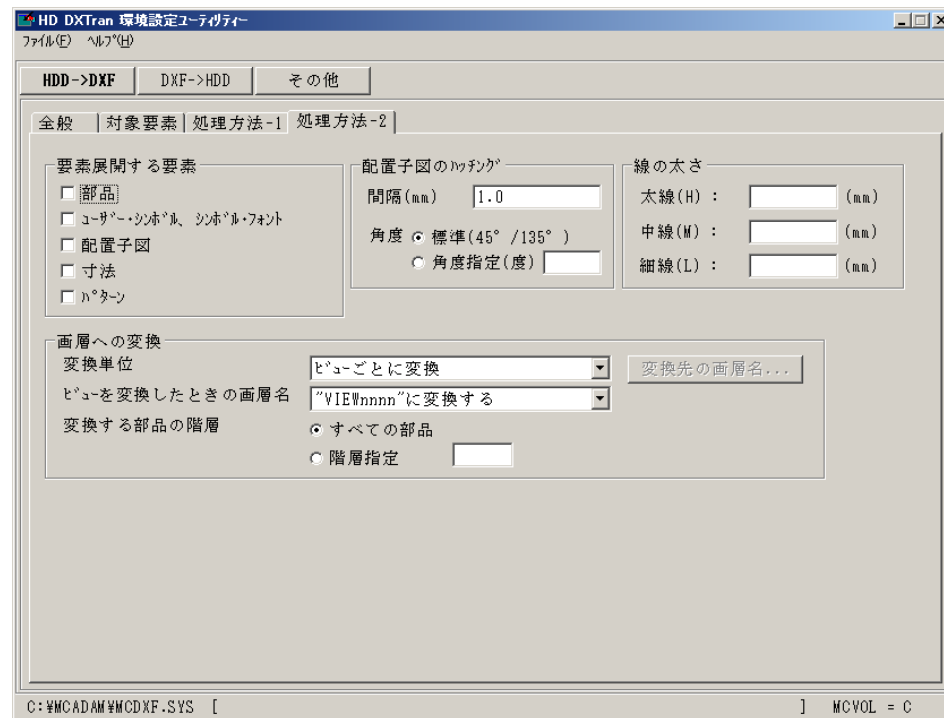 HD DXTran 環境設定ﾕｰﾃｨﾘﾃｨｰ
ﾌｧｲﾙ(F) ﾍﾙﾌﾟ(H)
HDD->DXF DXF->HDD その他
全般 対象要素 処理方法-1 処理方法-2
要素展開する要素
部品
ﾕｰｻﾞｰ･ｼﾝﾎﾞﾙ、ｼﾝﾎﾞﾙ･ﾌｫﾝﾄ
配置子図
寸法
ﾊﾟﾀｰﾝ
配置子図のﾊｯﾁﾝｸﾞ
間隔(mm) 1.0
角度 標準(45°/135°)
角度指定(度)
線の太さ
太線(H) : (mm)
中線(M) : (mm)
細線(L) : (mm)
画層への変換
変換単位 ﾋﾞｭｰごとに変換 変換先の画層名...
ﾋﾞｭｰを変換したときの画層名 "VIEWnnnn"に変換する
変換する部品の階層 すべての部品
階層指定
C:¥MCADAM¥MCDXF.SYS [ ] MCVOL = C